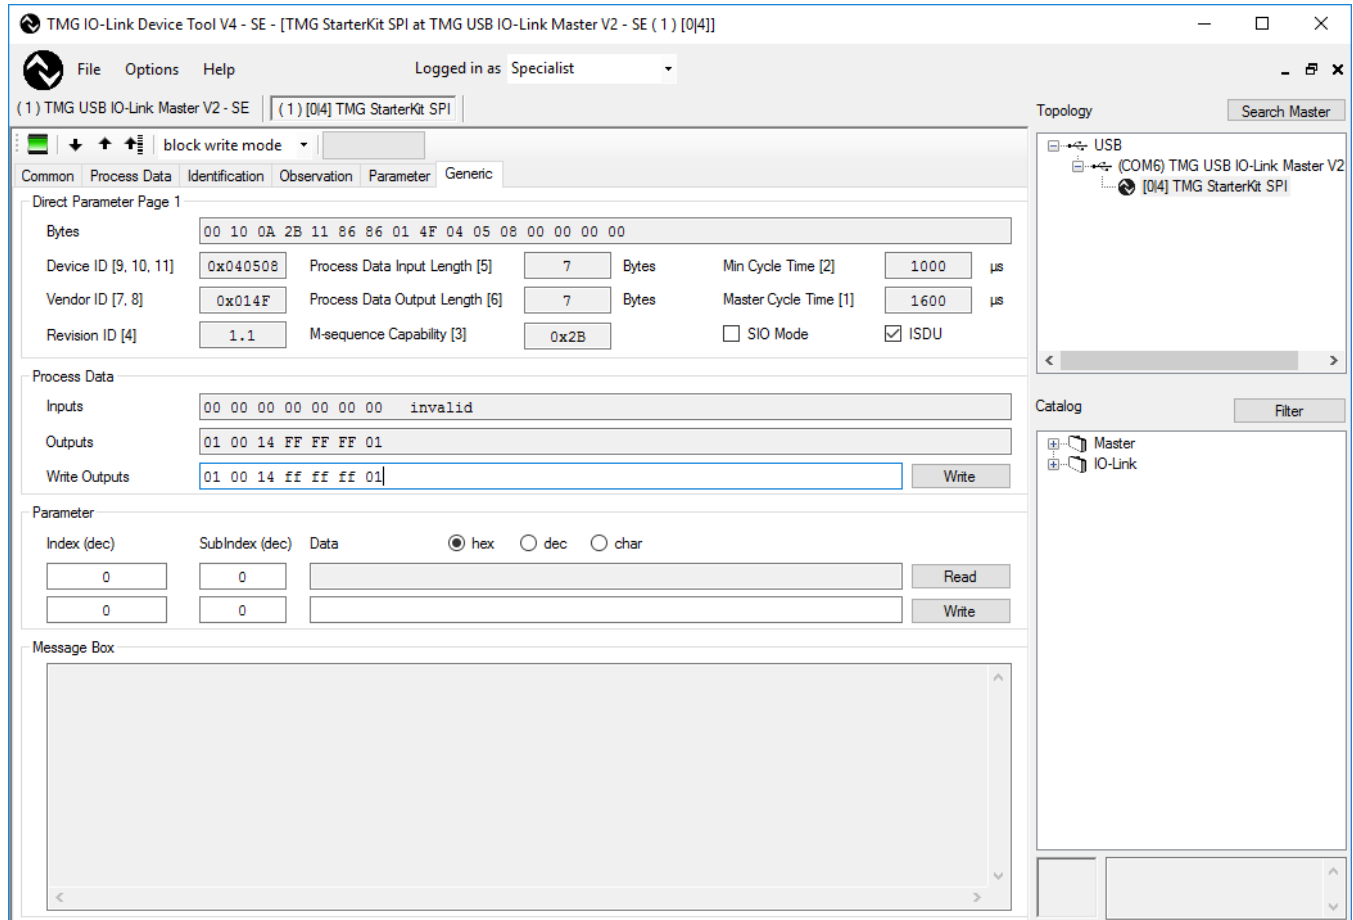 TMG IO-Link Device Tool V4 - SE - [TMG StarterKit SPI at TMG USB IO-Link Master V2 - SE ( 1 ) [0|4]]
File Options Help Logged in as Specialist
( 1 ) TMG USB IO-Link Master V2 - SE ( 1 ) [0|4] TMG StarterKit SPI
block write mode
Common Process Data Identification Observation Parameter Generic
Direct Parameter Page 1
Bytes 00 10 0A 2B 11 86 86 01 4F 04 05 08 00 00 00 00
Device ID [9, 10, 11] 0x040508 Process Data Input Length [5] 7 Bytes Min Cycle Time [2] 1000 µs
Vendor ID [7, 8] 0x014F Process Data Output Length [6] 7 Bytes Master Cycle Time [1] 1600 µs
Revision ID [4] 1.1 M-sequence Capability [3] 0x2B SIO Mode ISDU
Process Data
Inputs 00 00 00 00 00 00 00 invalid
Outputs 01 00 14 FF FF FF 01
Write Outputs 01 00 14 ff ff ff 01 Write
Parameter
Index (dec) SubIndex (dec) Data hex dec char
0 0 Read
0 0 Write
Message Box
Topology Search Master
USB
(COM6) TMG USB IO-Link Master V2
[0|4] TMG StarterKit SPI
Catalog Filter
Master
IO-Link